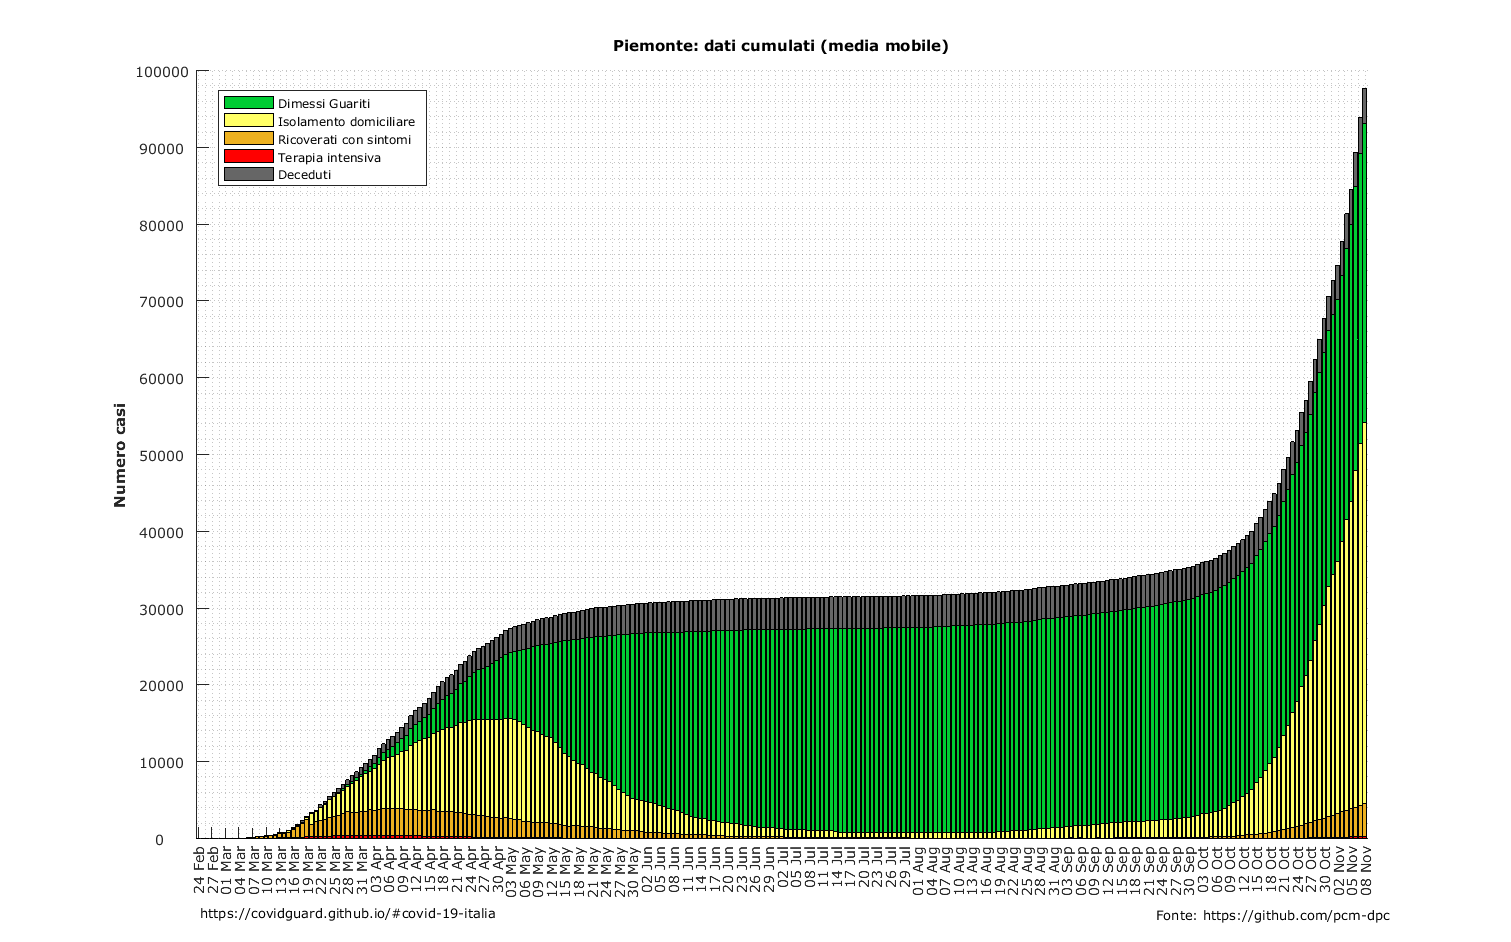 Piemonte: dati cumulati (media mobile)
100000
90000
80000
70000
60000
50000
40000
30000
20000
10000
0
Numero casi
Dimessi Guariti
Isolamento domiciliare
Ricoverati con sintomi
Terapia intensiva
Deceduti
24 Feb
27 Feb
01 Mar
04 Mar
07 Mar
10 Mar
13 Mar
16 Mar
19 Mar
22 Mar
25 Mar
28 Mar
31 Mar
03 Apr
06 Apr
09 Apr
12 Apr
15 Apr
18 Apr
21 Apr
24 Apr
27 Apr
30 Apr
03 May
06 May
09 May
12 May
15 May
18 May
21 May
24 May
27 May
30 May
02 Jun
05 Jun
08 Jun
11 Jun
14 Jun
17 Jun
20 Jun
23 Jun
26 Jun
29 Jun
02 Jul
05 Jul
08 Jul
11 Jul
14 Jul
17 Jul
20 Jul
23 Jul
26 Jul
29 Jul
01 Aug
04 Aug
07 Aug
10 Aug
13 Aug
16 Aug
19 Aug
22 Aug
25 Aug
28 Aug
31 Aug
03 Sep
06 Sep
09 Sep
12 Sep
15 Sep
18 Sep
21 Sep
24 Sep
27 Sep
30 Sep
03 Oct
06 Oct
09 Oct
12 Oct
15 Oct
18 Oct
21 Oct
24 Oct
27 Oct
30 Oct
02 Nov
05 Nov
08 Nov
https://covidguard.github.io/#covid-19-italia
Fonte: https://github.com/pcm-dpc